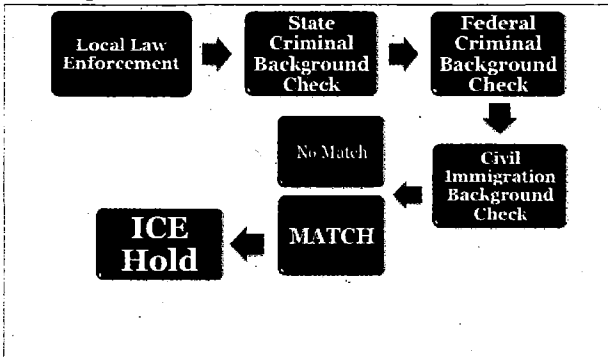 Local Law
Enforcement
State
Criminal
Background
Check
Federal
Criminal
Background
Check
No Match
Civil
Immigration
Background
Check
MATCH
ICE
Hold